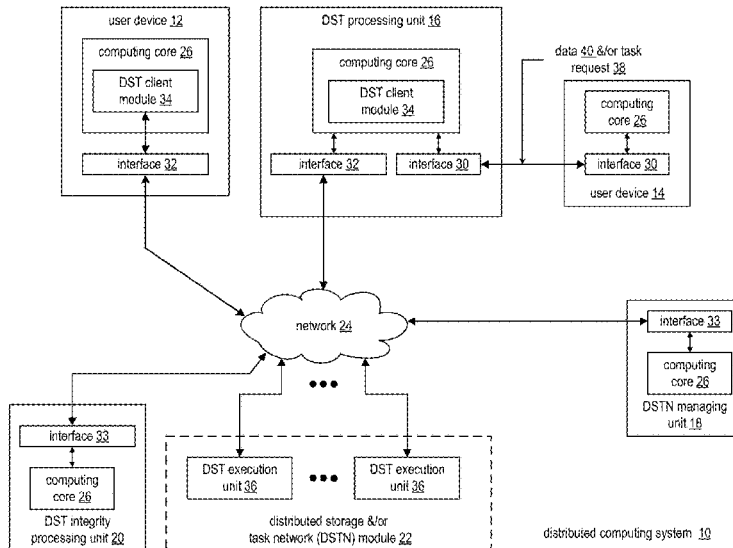 user device 12
computing core 26
DST client
module 34
interface 32
DST processing unit 16
computing core 26
DST client
module 34
interface 32
interface 30
data 40 &/or task
request 38
computing
core 26
interface 30
user device 14
network 24
interface 33
computing
core 26
DSTN managing
unit 18
interface 33
computing
core 26
DST integrity
processing unit 20
DST execution
unit 36
DST execution
unit 36
distributed storage &/or
task network (DSTN) module 22
distributed computing system 10